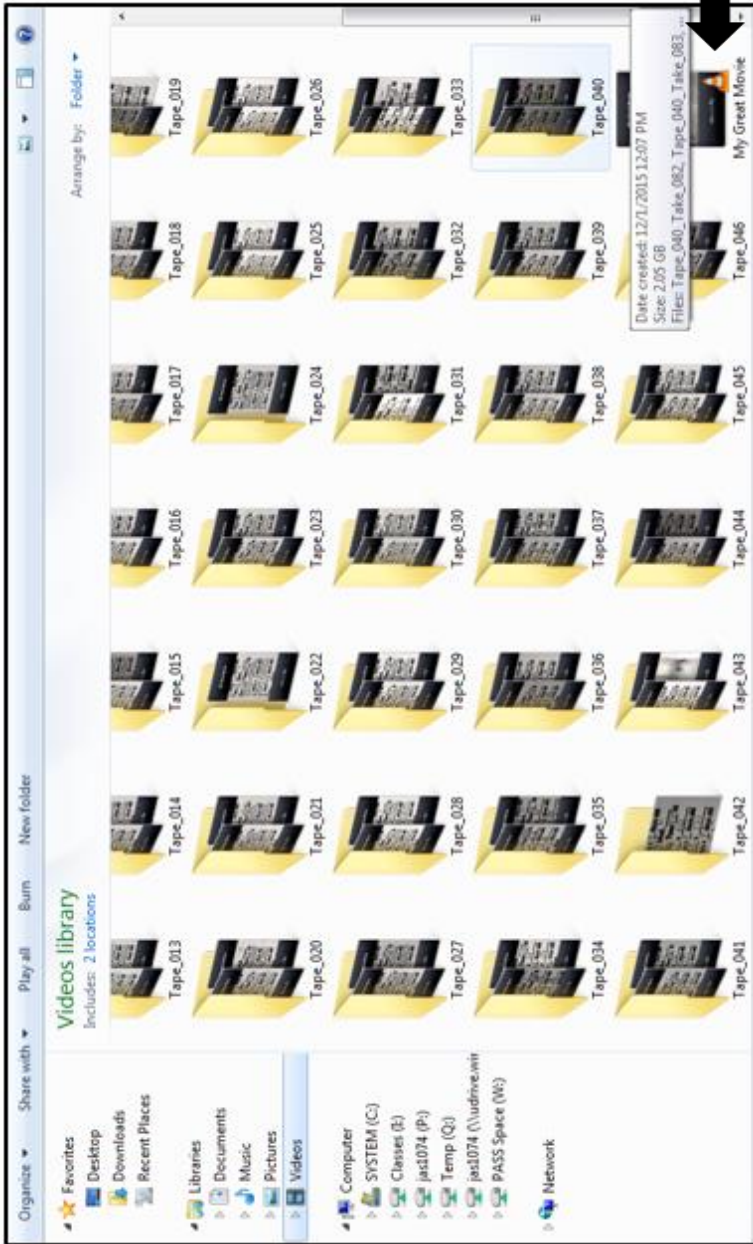 Organize Share with Play all Burn New folder
Favorites
Desktop
Downloads
Recent Places
Libraries
Documents
Music
Pictures
Videos
Computer
SYSTEM (C:)
Classes (I:)
jas1074 (P:)
Temp (Q:)
jas1074 (\\udrive.win
PASS Space (W:)
Network
Videos library
Includes: 2 locations
Arrange by: Folder
Tape_013 Tape_014 Tape_015 Tape_016 Tape_017 Tape_018 Tape_019
Tape_020 Tape_021 Tape_022 Tape_023 Tape_024 Tape_025 Tape_026
Tape_027 Tape_028 Tape_029 Tape_030 Tape_031 Tape_032 Tape_033
Tape_034 Tape_035 Tape_036 Tape_037 Tape_038 Tape_039 Tape_040
Date created: 12/1/2015 12:07 PM
Size: 2.05 GB
Files: Tape_040_Take_082, Tape_040_Take_083, ...
Tape_041 Tape_042 Tape_043 Tape_044 Tape_045 Tape_046 My Great Movie